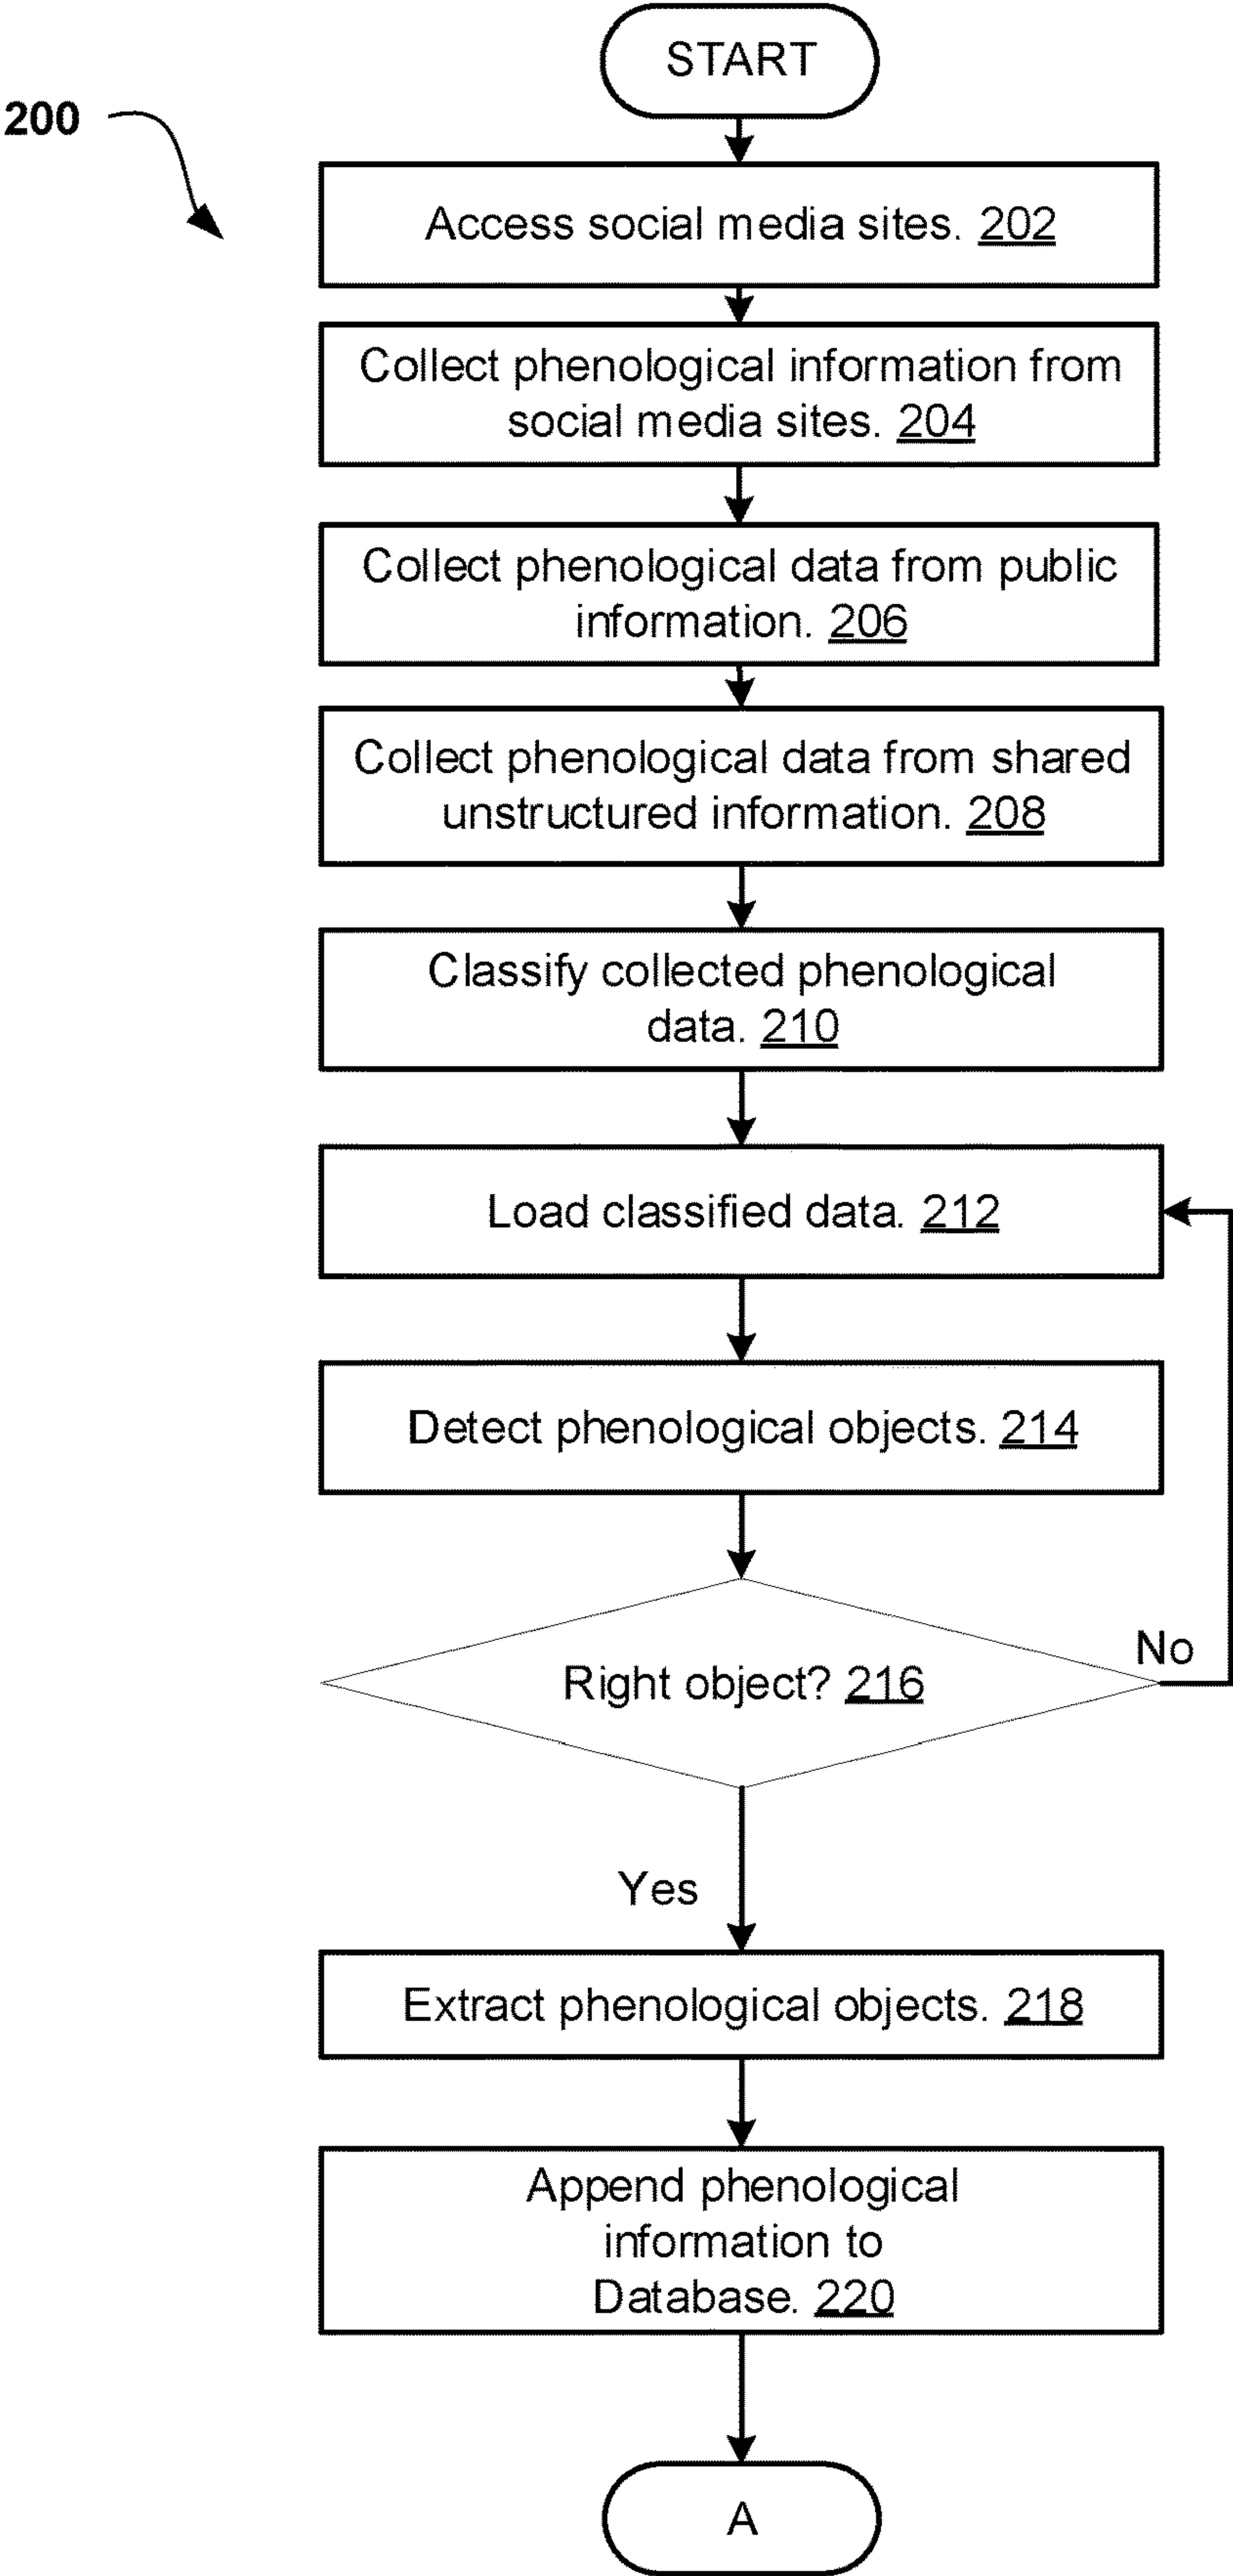 START
200
Access social media sites. 202
Collect phenological information from
social media sites. 204
Collect phenological data from public
information. 206
Collect phenological data from shared
unstructured information. 208
Classify collected phenological
data. 210
Load classified data. 212
Detect phenological objects. 214
No
Right object? 216
Yes
Extract phenological objects. 218
Append phenological
information to
Database. 220
A